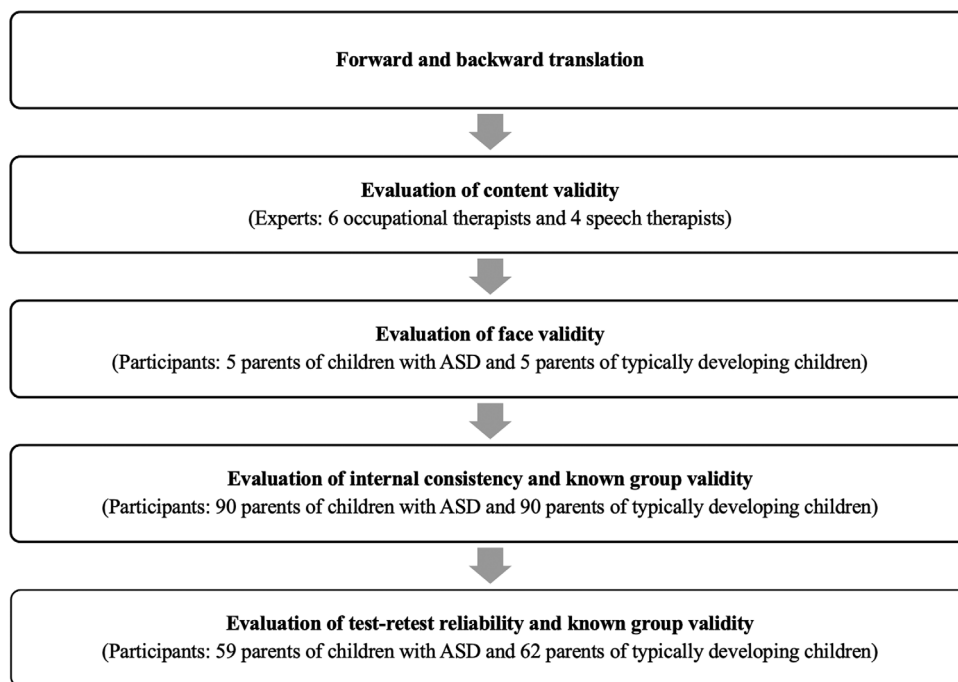 Forward and backward translation
Evaluation of content validity
(Experts: 6 occupational therapists and 4 speech therapists)
Evaluation of face validity
(Participants: 5 parents of children with ASD and 5 parents of typically developing children)
Evaluation of internal consistency and known group validity
(Participants: 90 parents of children with ASD and 90 parents of typically developing children)
Evaluation of test-retest reliability and known group validity
(Participants: 59 parents of children with ASD and 62 parents of typically developing children)